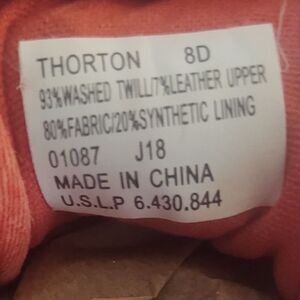 THORTON 8D
93%WASHED TWILL/7%LEATHER UPPER
80%FABRIC/20%SYNTHETIC LINING
01087 J18
MADE IN CHINA
U.S.L.P 6.430.844